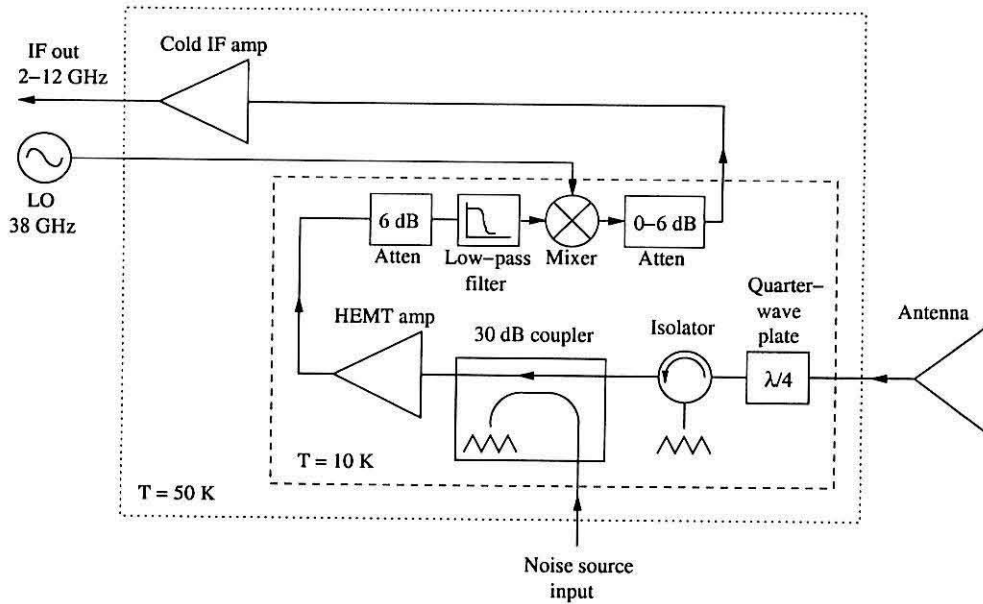 Cold IF amp
IF out
2–12 GHz
LO
38 GHz
6 dB
Atten
Low–pass
filter
Mixer
0–6 dB
Atten
Quarter–
wave
plate
HEMT amp
30 dB coupler
Isolator
λ/4
Antenna
T = 10 K
T = 50 K
Noise source
input